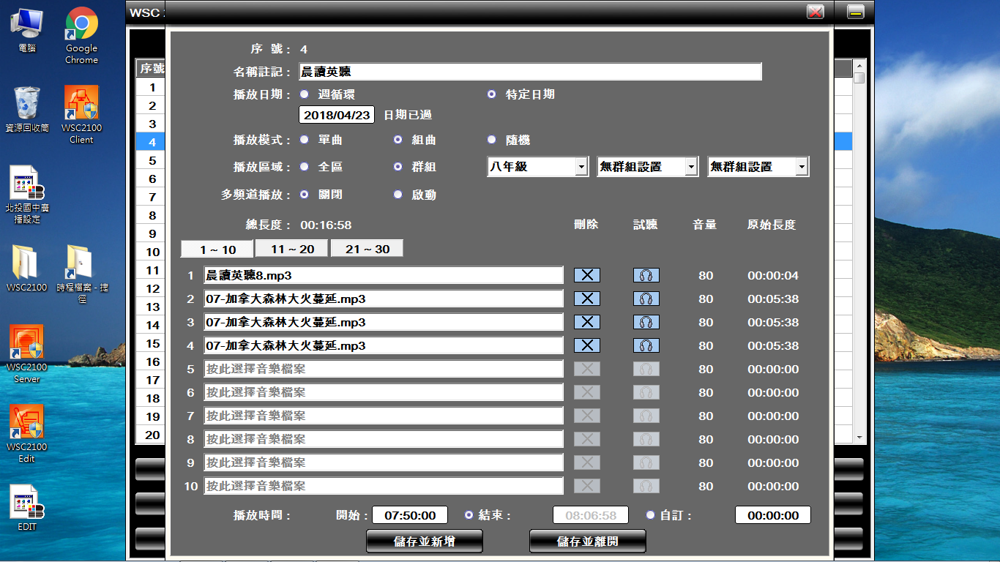 電腦
Google
Chrome
資源回收筒
WSC2100
Client
北投國中廣
播設定
WSC2100
時程檔案 - 捷
徑
WSC2100
Server
WSC2100
Edit
EDIT
WSC
序號
1
2
3
4
5
6
7
8
9
10
11
12
13
14
15
16
17
18
19
20
序 號： 4
名稱註記： 晨讀英聽
播放日期： 週循環 特定日期
2018/04/23 日期已過
播放模式： 單曲 組曲 隨機
播放區域： 全區 群組 八年級 無群組設置 無群組設置
多頻道播放： 關閉 啟動
總長度： 00:16:58 刪除 試聽 音量 原始長度
1 ~ 10 11 ~ 20 21 ~ 30
1 晨讀英聽8.mp3 80 00:00:04
2 07-加拿大森林大火蔓延.mp3 80 00:05:38
3 07-加拿大森林大火蔓延.mp3 80 00:05:38
4 07-加拿大森林大火蔓延.mp3 80 00:05:38
5 按此選擇音樂檔案 80 00:00:00
6 按此選擇音樂檔案 80 00:00:00
7 按此選擇音樂檔案 80 00:00:00
8 按此選擇音樂檔案 80 00:00:00
9 按此選擇音樂檔案 80 00:00:00
10 按此選擇音樂檔案 80 00:00:00
播放時間： 開始： 07:50:00 結束： 08:06:58 自訂： 00:00:00
儲存並新增 儲存並離開